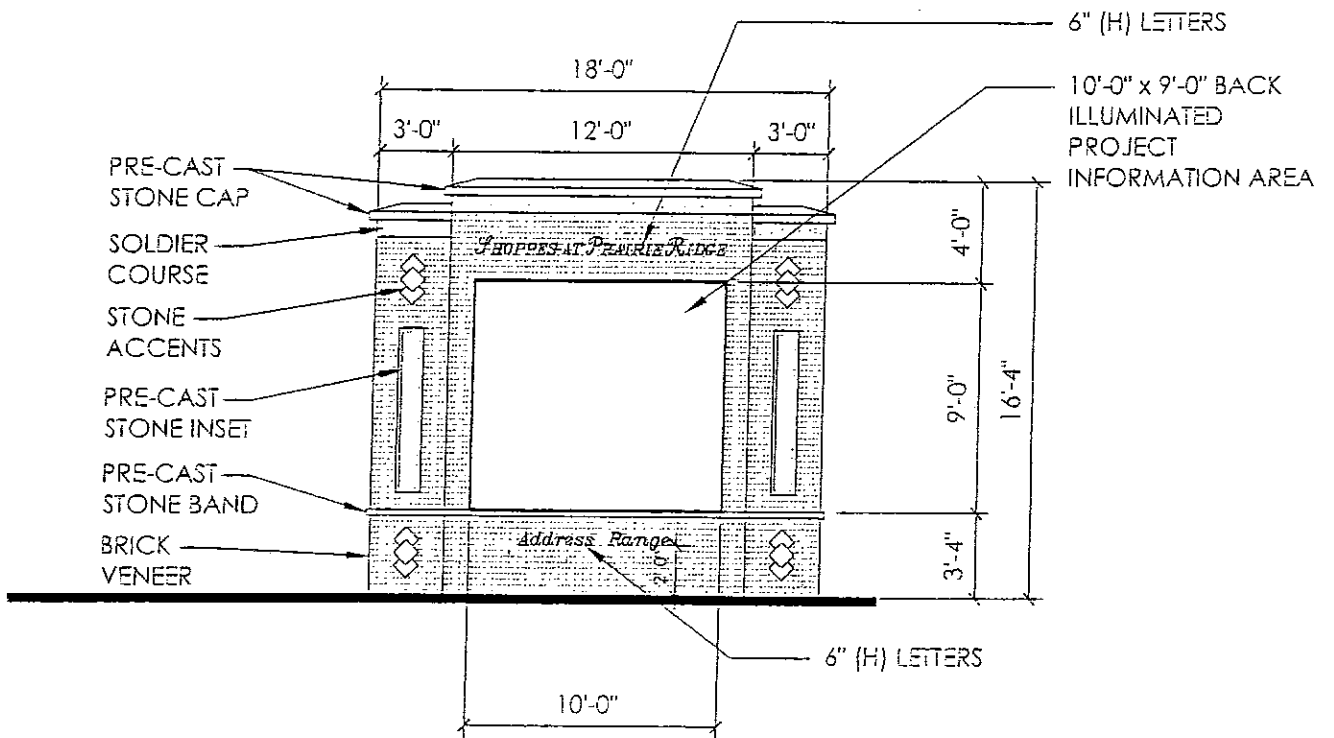 6" (H) LETTERS
18'-0"
10'-0" x 9'-0" BACK
ILLUMINATED
PROJECT
INFORMATION AREA
3'-0"
12'-0"
3'-0"
PRE-CAST
STONE CAP
SOLDIER
COURSE
STONE
ACCENTS
PRE-CAST
STONE INSET
PRE-CAST
STONE BAND
BRICK
VENEER
SHOPPES AT PRAIRIE RIDGE
4'-0"
9'-0"
16'-4"
3'-4"
Address Range
2'0"
6" (H) LETTERS
10'-0"